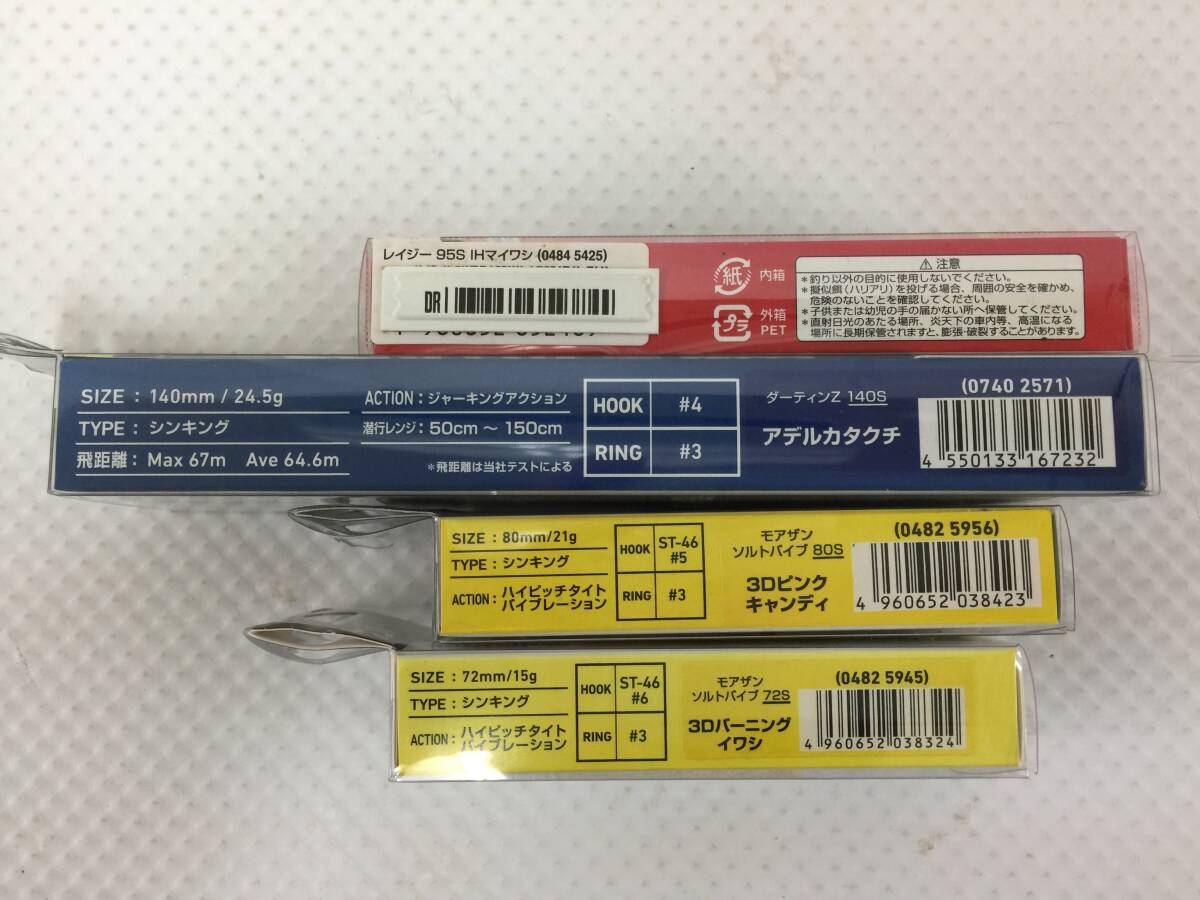 レイジー 95S IHマイワシ (0484 5425)
DR
紙 内箱
プラ 外箱
PET
⚠ 注意
*釣り以外の目的に使用しないでください。
*擬似餌(ハリアリ)を投げる場合、周囲の安全を確かめ、
危険のないことを確認してください。
*子供または幼児の手の届かない所へ保管してください。
*直射日光のあたる場所、炎天下の車内等、高温になる
場所に長期保管されますと、膨張・破裂することがあります。
SIZE : 140mm / 24.5g
TYPE : シンキング
飛距離 : Max 67m Ave 64.6m
ACTION : ジャーキングアクション
潜行レンジ : 50cm ～ 150cm
*飛距離は当社テストによる
HOOK #4
RING #3
ダーティンZ 140S
アデルカタクチ
(0740 2571)
4 550133 167232
SIZE : 80mm/21g
TYPE : シンキング
ACTION : ハイピッチタイト
バイブレーション
HOOK ST-46
#5
RING #3
モアザン
ソルトバイブ 80S
3Dピンク
キャンディ
(0482 5956)
4 960652 038423
SIZE : 72mm/15g
TYPE : シンキング
ACTION : ハイピッチタイト
バイブレーション
HOOK ST-46
#6
RING #3
モアザン
ソルトバイブ 72S
3Dバーニング
イワシ
(0482 5945)
4 960652 038324